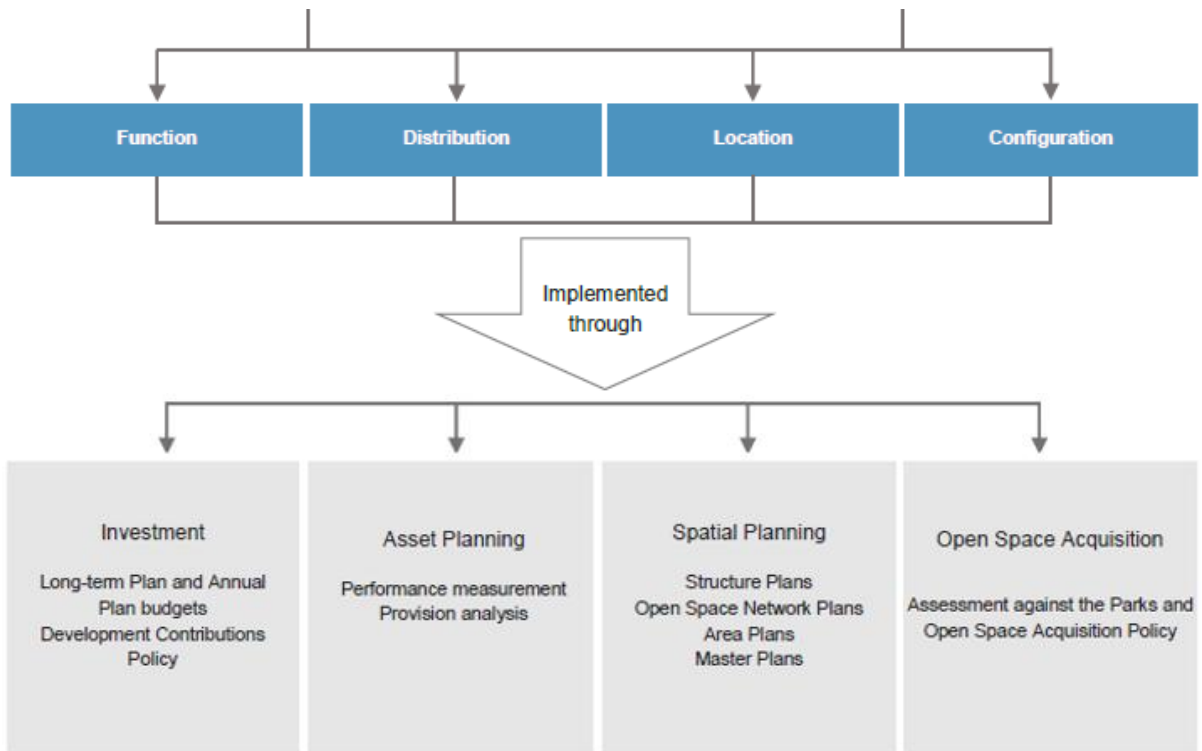 Function
Distribution
Location
Configuration
Implemented
through
Investment
Long-term Plan and Annual
Plan budgets
Development Contributions
Policy
Asset Planning
Performance measurement
Provision analysis
Spatial Planning
Structure Plans
Open Space Network Plans
Area Plans
Master Plans
Open Space Acquisition
Assessment against the Parks and
Open Space Acquisition Policy